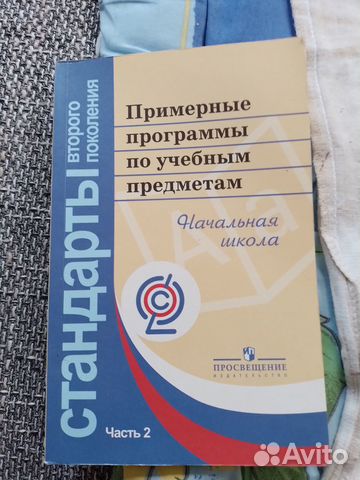 стандарты
второго
поколения
Примерные
программы
по учебным
предметам
Начальная
школа
ПРОСВЕЩЕНИЕ
ИЗДАТЕЛЬСТВО
Часть 2
Avito